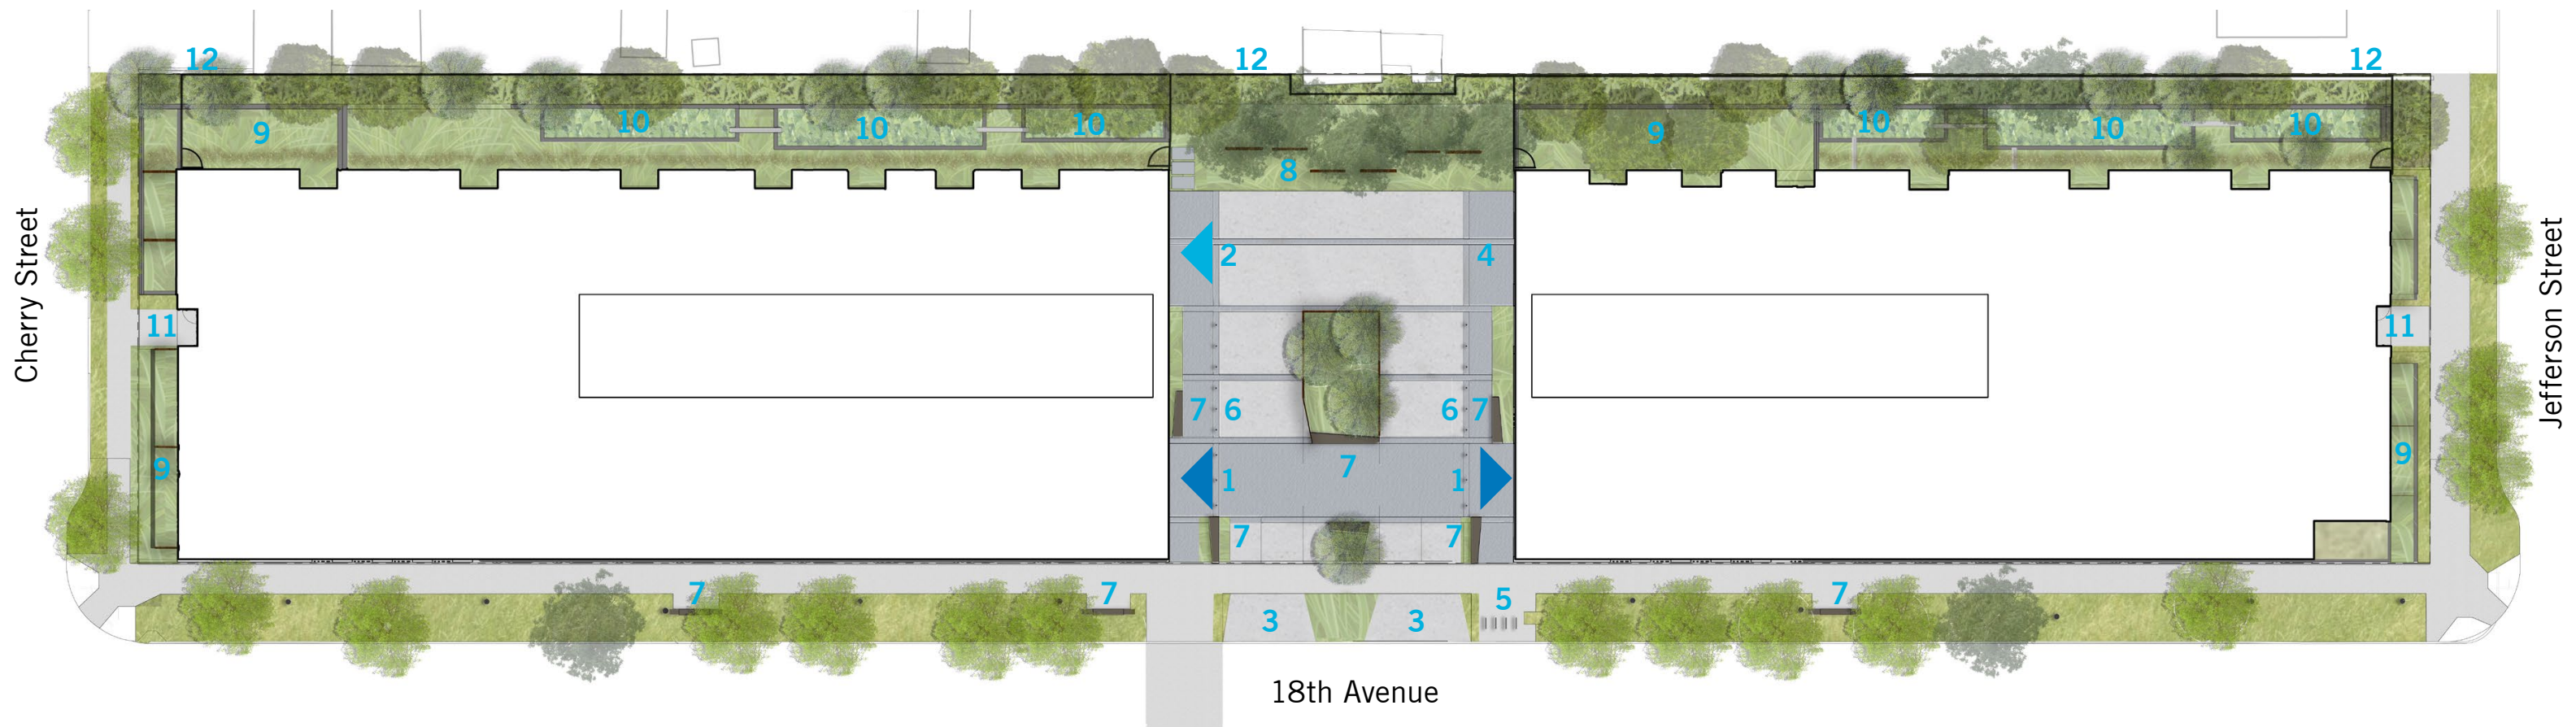 12 12 12
9 10 10 10 9 10 10 10
8
Cherry Street
2 4
Jefferson Street
11 11
7 6 6 7
9 7 9
1 1
7 7
7 7 3 3 5 7
18th Avenue